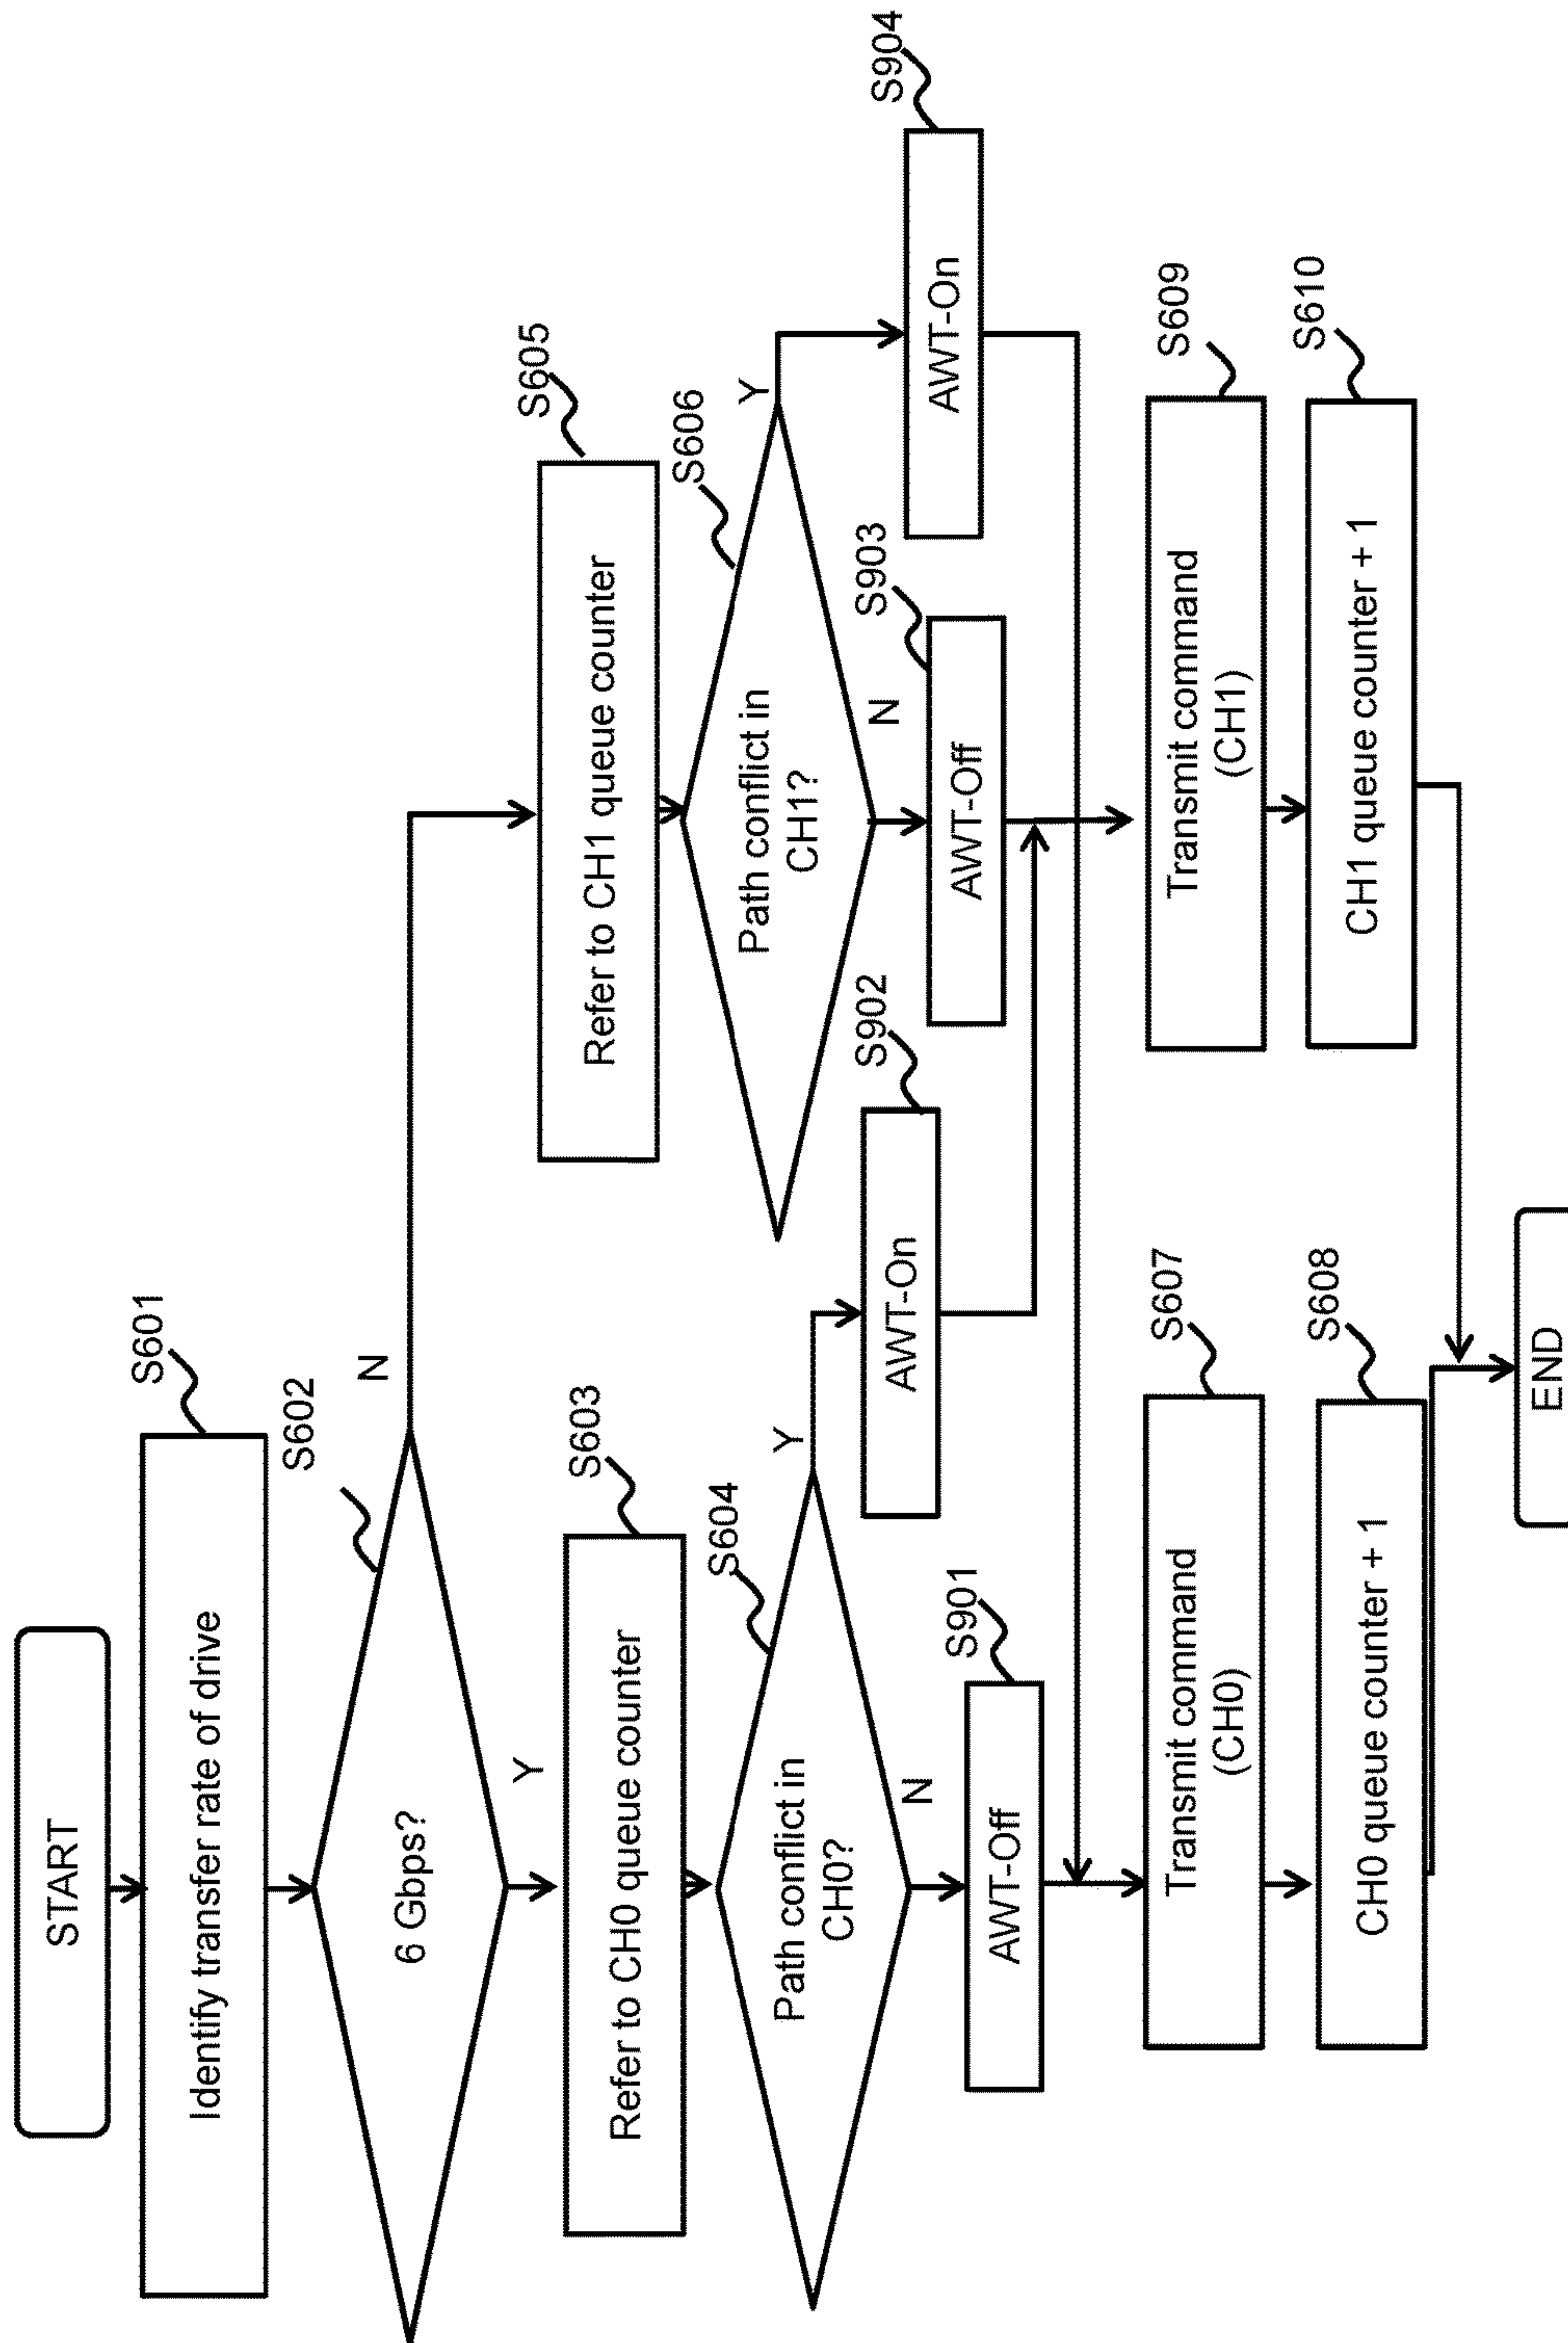 START
Identify transfer rate of drive
S601
6 Gbps?
S602
N
Y
Refer to CH0 queue counter
S603
Refer to CH1 queue counter
S605
Path conflict in
CH0?
S604
Y
N
Path conflict in
CH1?
S606
Y
N
AWT-Off
S901
AWT-On
S902
AWT-Off
S903
AWT-On
S904
Transmit command
(CH0)
S607
Transmit command
(CH1)
S609
CH0 queue counter + 1
S608
CH1 queue counter + 1
S610
END